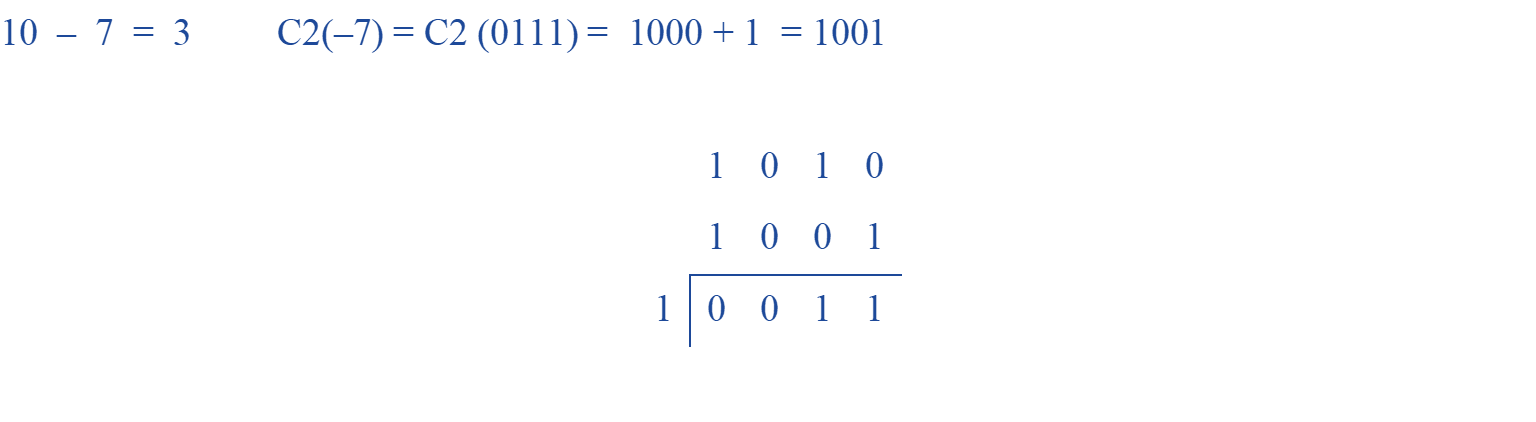 10 – 7 = 3 C2(–7) = C2 (0111) = 1000 + 1 = 1001
1 0 1 0
1 0 0 1
1 0 0 1 1